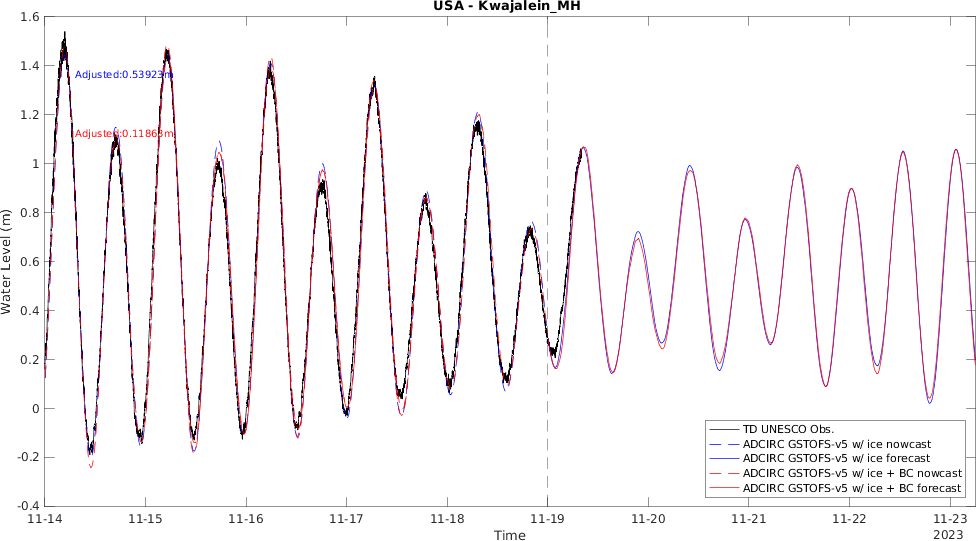 USA - Kwajalein_MH
1.6
1.4
1.2
1
0.8
0.6
0.4
0.2
0
-0.2
-0.4
Water Level (m)
Adjusted:0.53923m
Adjusted:0.11863m
TD UNESCO Obs.
ADCIRC GSTOFS-v5 w/ ice nowcast
ADCIRC GSTOFS-v5 w/ ice forecast
ADCIRC GSTOFS-v5 w/ ice + BC nowcast
ADCIRC GSTOFS-v5 w/ ice + BC forecast
11-14 11-15 11-16 11-17 11-18 11-19 11-20 11-21 11-22 11-23
Time
2023